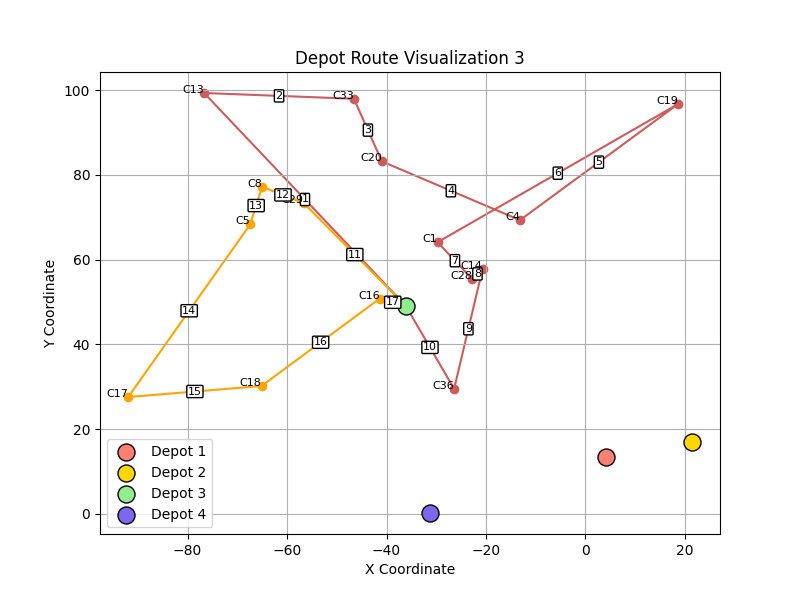 Depot Route Visualization 3
100
80
60
40
20
0
Y Coordinate
−80
−60
−40
−20
0
20
X Coordinate
C13
2
C33
C19
3
C20
5
6
C8
12
C29
1
13
4
C5
C4
C1
11
7
C14
C28
8
C16
17
14
9
16
10
C18
C36
C17
15
Depot 1
Depot 2
Depot 3
Depot 4